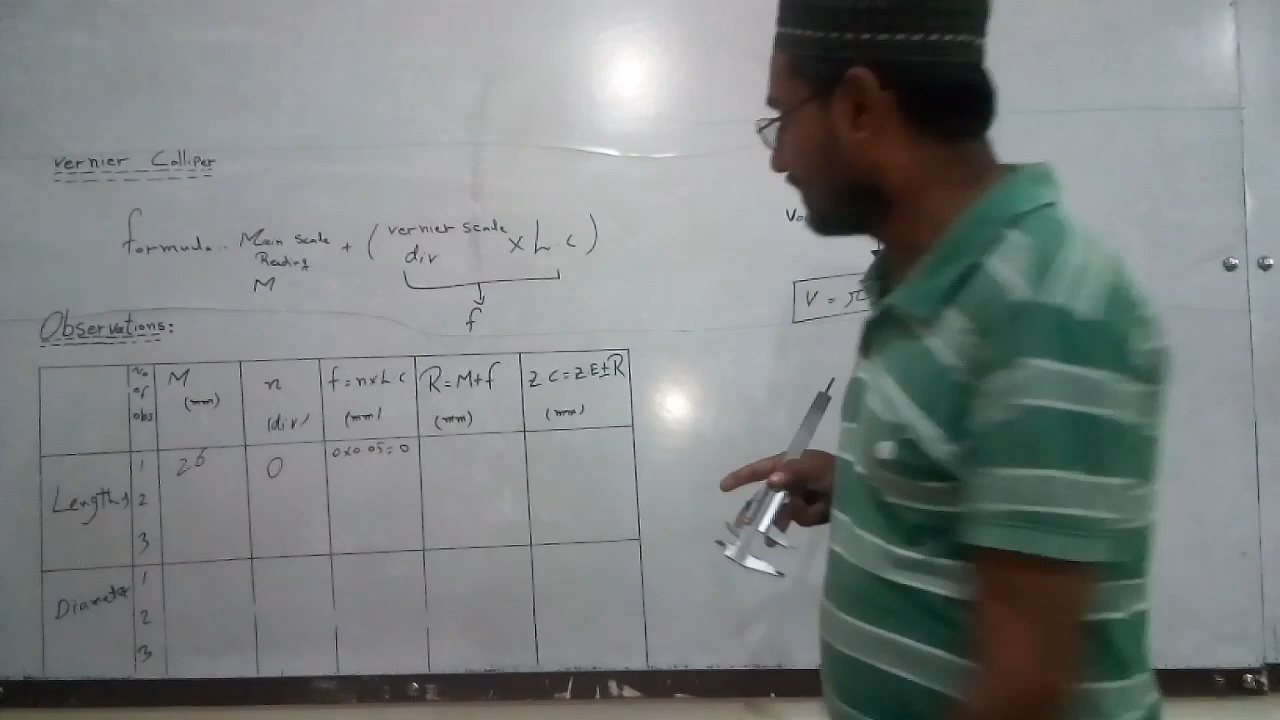 vernier Calliper
formula.. Main scale + ( vernier scale × L c )
Reading div
M f
Observations:
V = π
No of obs M (mm) n (div) f = n×L C (mm) R = M+f (mm) Z C = Z E ± R (mm)
Length 1 26 0 0×0.05=0
2
3
Diameter 1
2
3